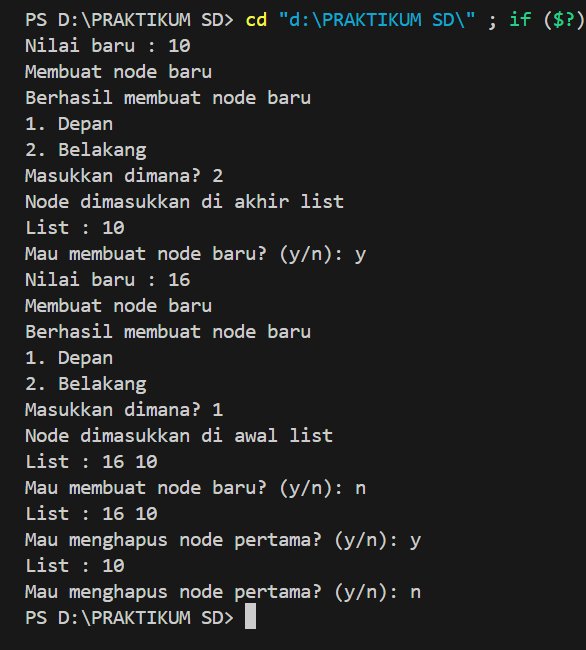 PS D:\PRAKTIKUM SD> cd "d:\PRAKTIKUM SD\" ; if ($?)
Nilai baru : 10
Membuat node baru
Berhasil membuat node baru
1. Depan
2. Belakang
Masukkan dimana? 2
Node dimasukkan di akhir list
List : 10
Mau membuat node baru? (y/n): y
Nilai baru : 16
Membuat node baru
Berhasil membuat node baru
1. Depan
2. Belakang
Masukkan dimana? 1
Node dimasukkan di awal list
List : 16 10
Mau membuat node baru? (y/n): n
List : 16 10
Mau menghapus node pertama? (y/n): y
List : 10
Mau menghapus node pertama? (y/n): n
PS D:\PRAKTIKUM SD>